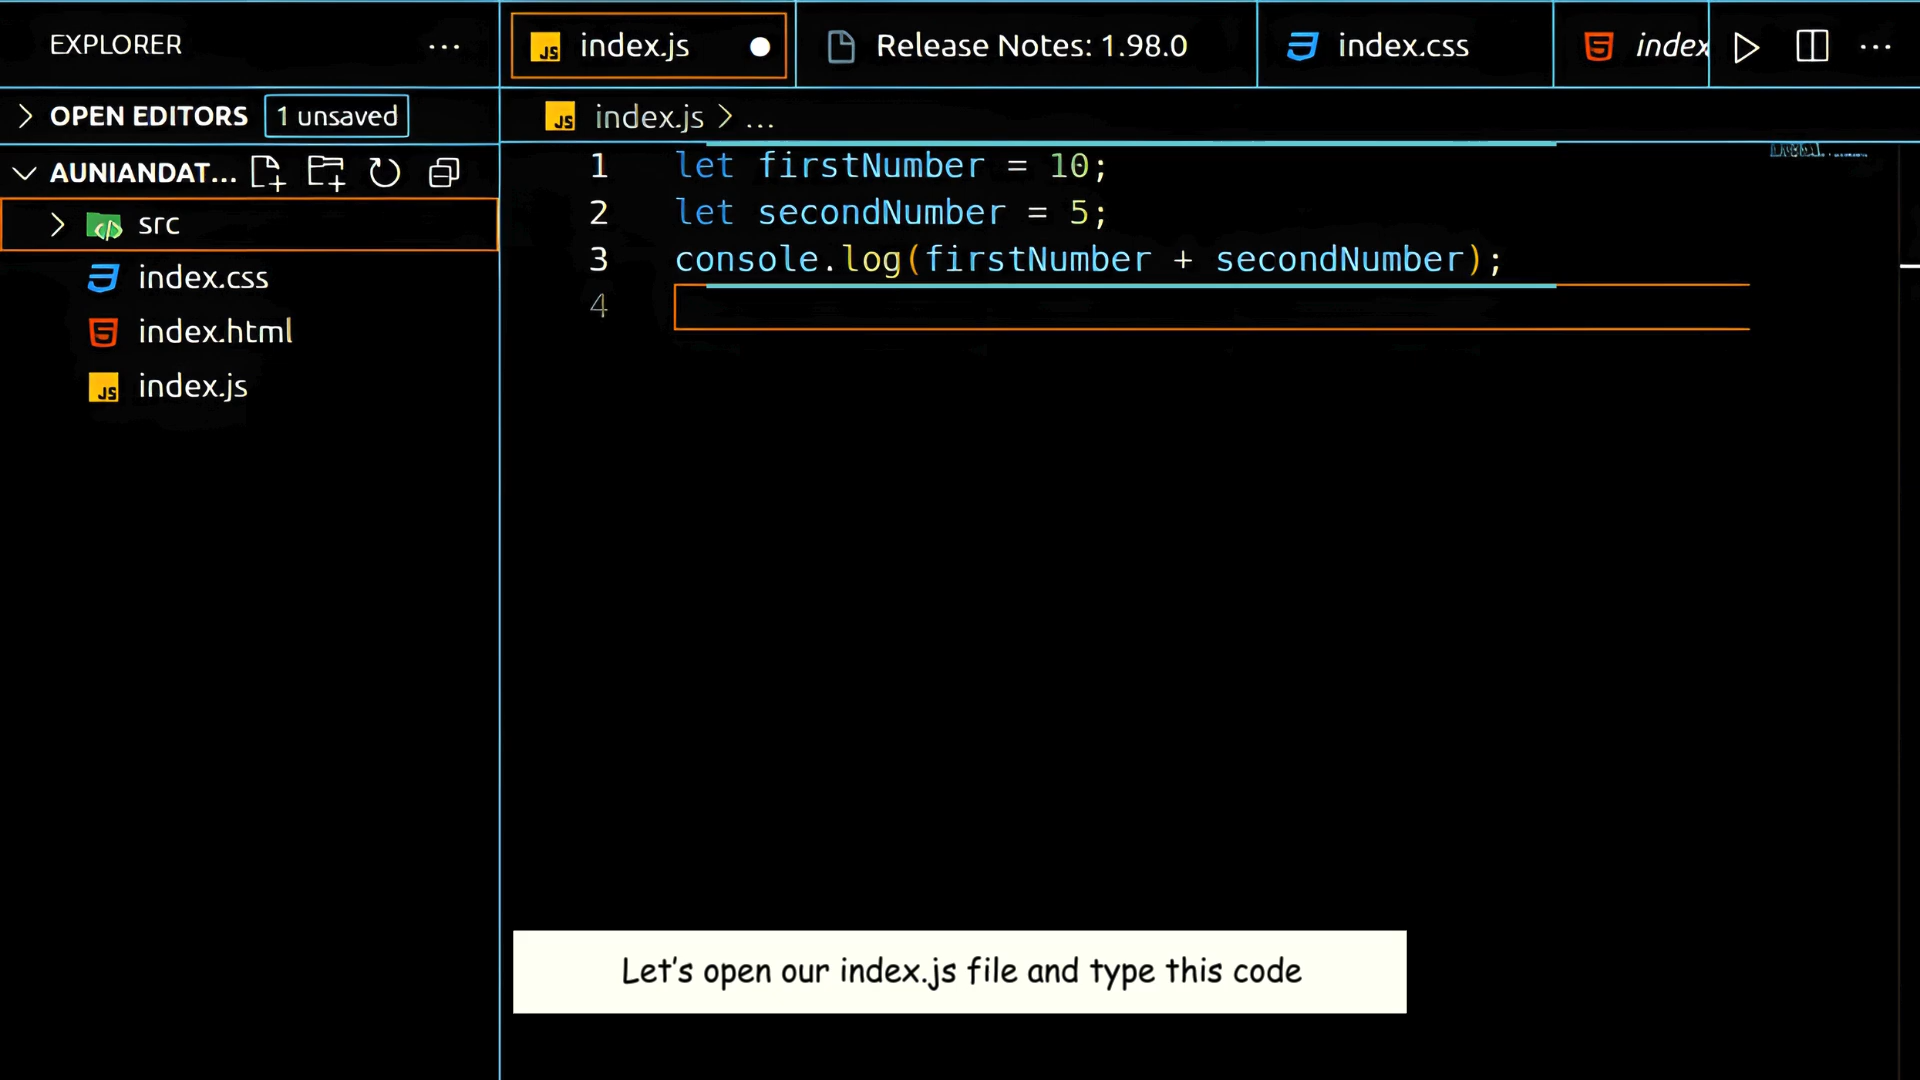 EXPLORER
OPEN EDITORS 1 unsaved
AUNIANDAT...
src
index.css
index.html
index.js
index.js
Release Notes: 1.98.0
index.css
index
index.js > ...
1 let firstNumber = 10;
2 let secondNumber = 5;
3 console.log(firstNumber + secondNumber);
4
Let's open our index.js file and type this code